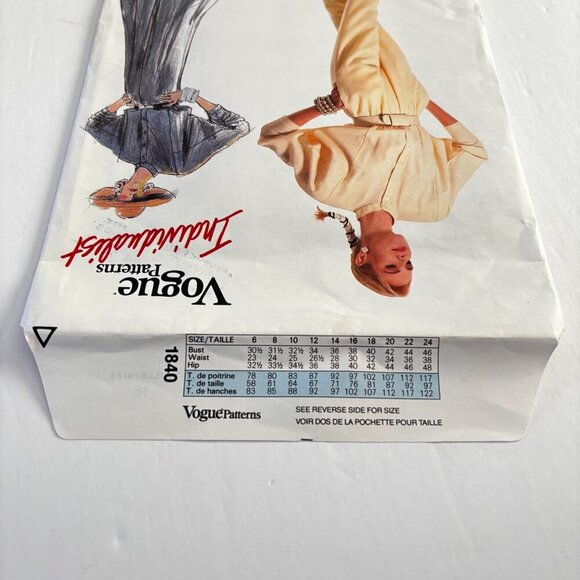 Individualist
Vogue
Patterns
1840
SIZE/TAILLE 6 8 10 12 14 16 18 20 22 24
Bust 30½ 31½ 32½ 34 36 38 40 42 44 46
Waist 23 24 25 26½ 28 30 32 34 36 38
Hip 32½ 33½ 34½ 36 38 40 42 44 46 48
T. de poitrine 78 80 83 87 92 97 102 107 112 117
T. de taille 58 61 64 67 71 76 81 87 92 97
T. de hanches 83 85 88 92 97 102 107 112 117 122
Vogue Patterns
SEE REVERSE SIDE FOR SIZE
VOIR DOS DE LA POCHETTE POUR TAILLE